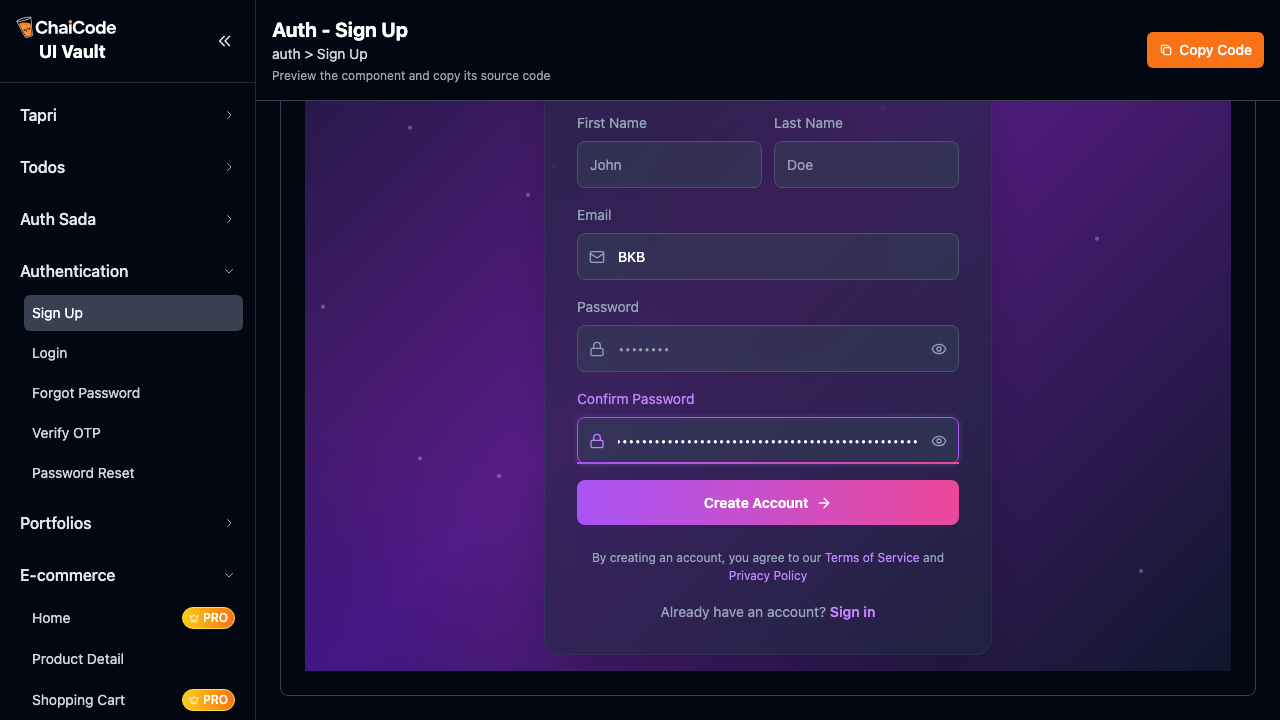 ChaiCode
UI Vault
Tapri
Todos
Auth Sada
Authentication
Sign Up
Login
Forgot Password
Verify OTP
Password Reset
Portfolios
E-commerce
Home
PRO
Product Detail
Shopping Cart
PRO
Auth - Sign Up
auth > Sign Up
Preview the component and copy its source code
Copy Code
First Name
Last Name
John
Doe
Email
BKB
Password
Confirm Password
Create Account
By creating an account, you agree to our Terms of Service and
Privacy Policy
Already have an account? Sign in